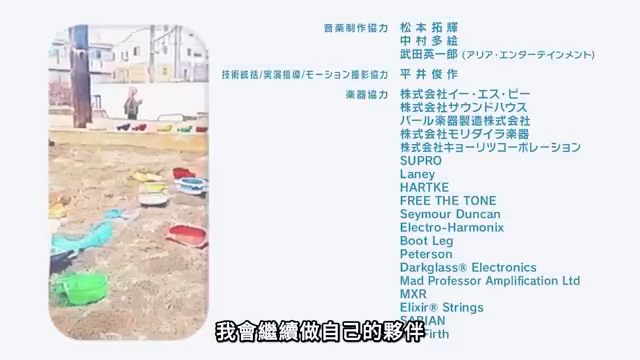 音楽制作協力 松本拓輝
中村多絵
武田英一郎 (アリア・エンターテインメント)
技術統括/実演指導/モーション撮影協力 平井俊作
楽器協力 株式会社イー・エス・ピー
株式会社サウンドハウス
パール楽器製造株式会社
株式会社モリダイラ楽器
株式会社キョーリツコーポレーション
SUPRO
Laney
HARTKE
FREE THE TONE
Seymour Duncan
Electro-Harmonix
Boot Leg
Peterson
Darkglass® Electronics
Mad Professor Amplification Ltd
MXR
Elixir® Strings
SABIAN
Firth
我會繼續做自己的夥伴